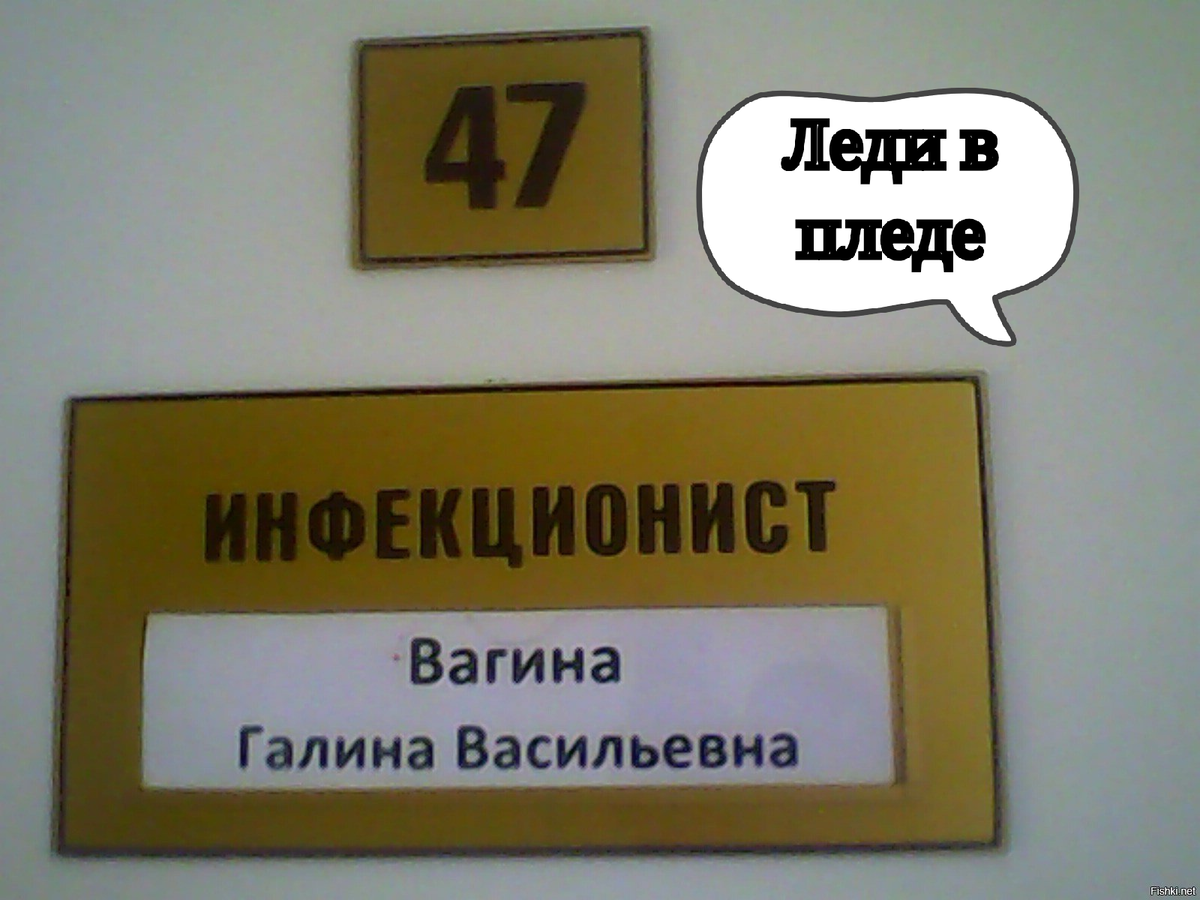 47
Леди в
пледе
ИНФЕКЦИОНИСТ
Вагина
Галина Васильевна
Fishki.net